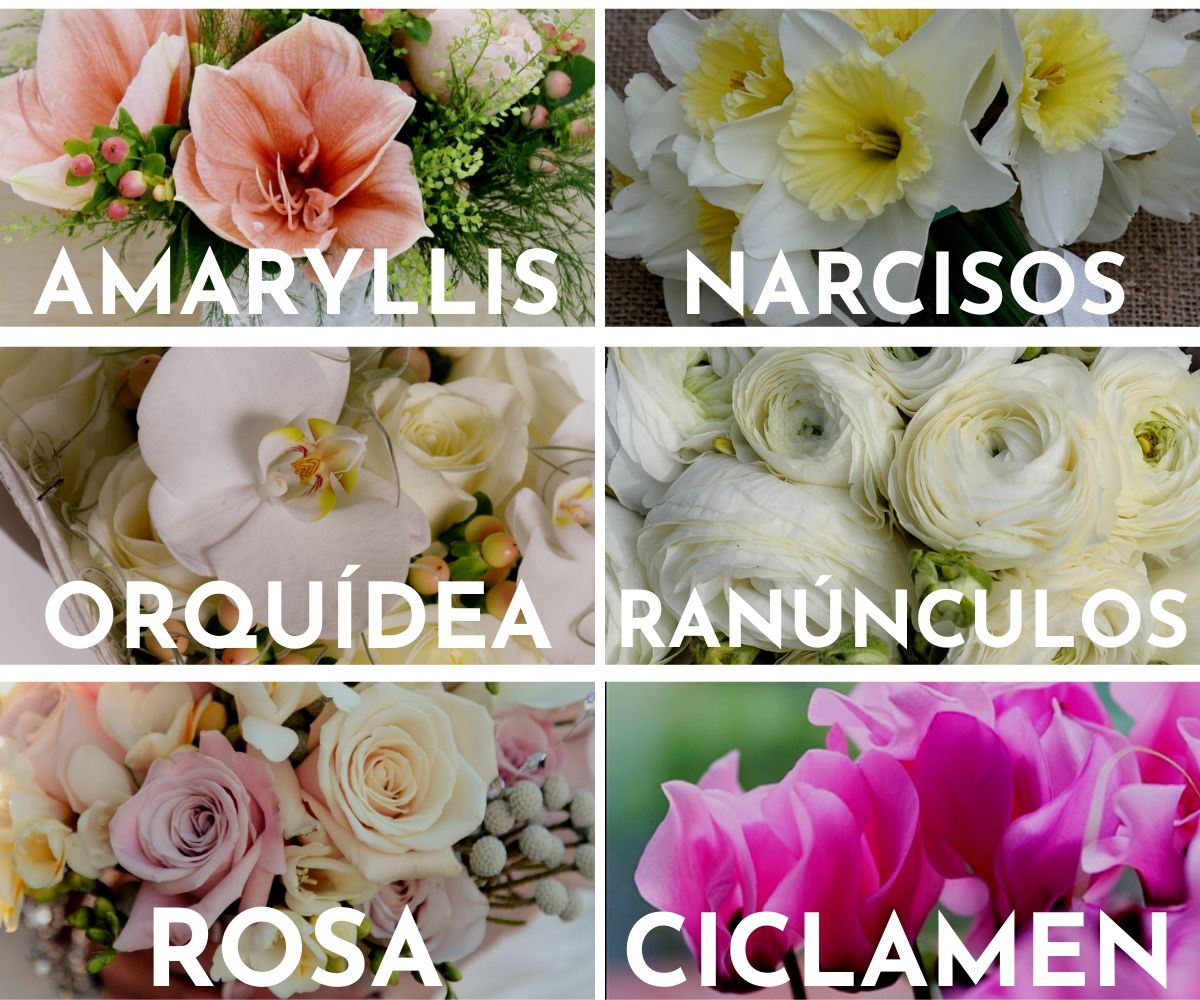 AMARYLLIS
NARCISOS
ORQUÍDEA
RANÚNCULOS
ROSA
CICLAMEN